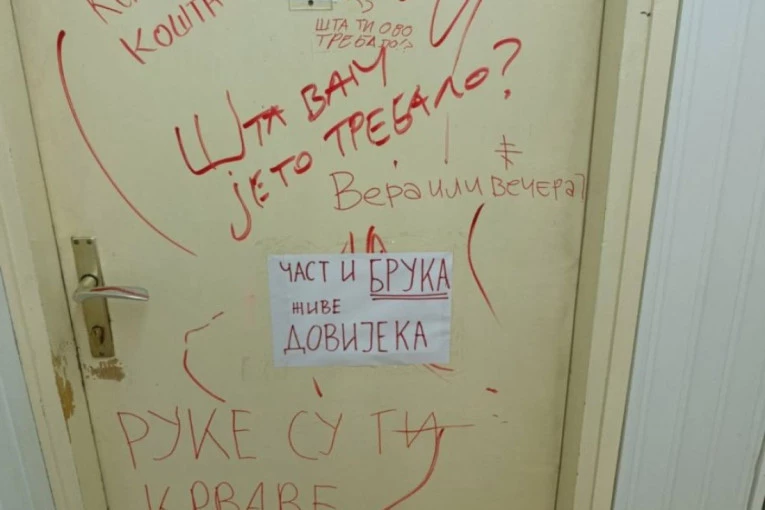 КОШТА
ШТА ТИ ОВО
ТРЕБАЛО?
ШТА ВАМ
ЈЕ ТО ТРЕБАЛО?
Вера или вечера?
ЧАСТ И БРУКА
ЖИВЕ
ДОВИЈЕКА
РУКЕ СУ ТИ
КРВАВЕ